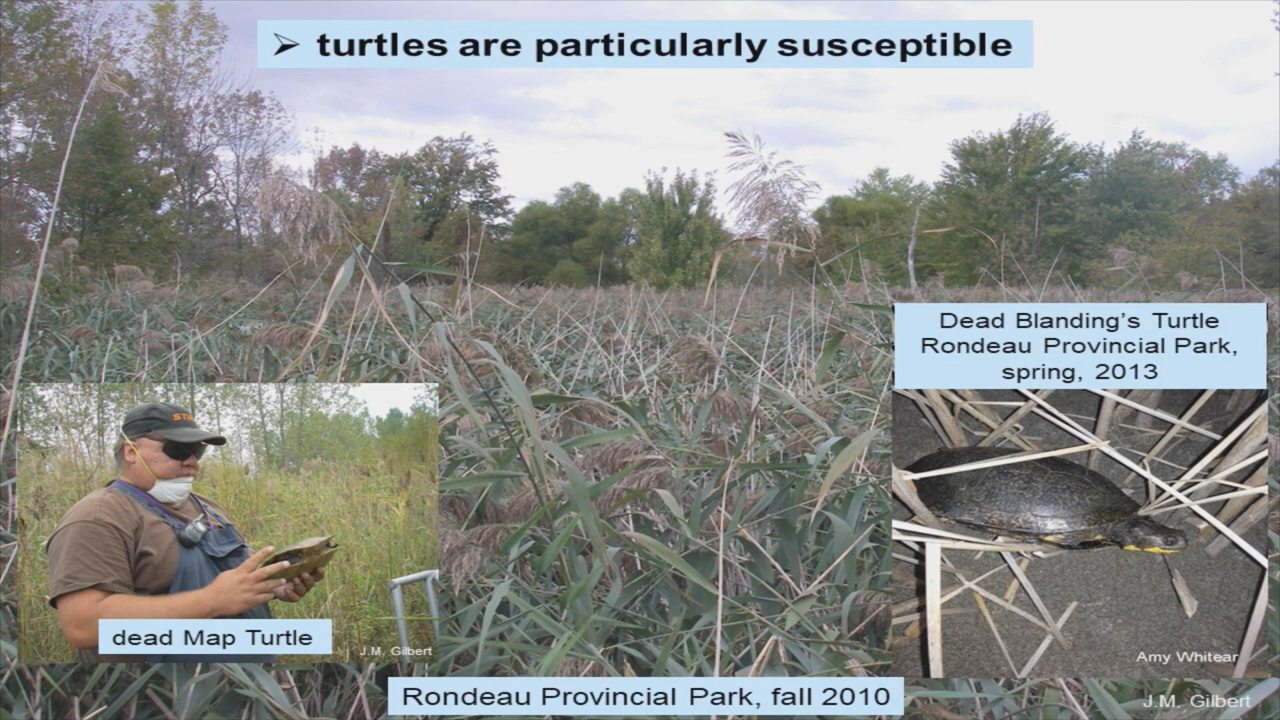 ➢ turtles are particularly susceptible
Dead Blanding's Turtle
Rondeau Provincial Park,
spring, 2013
dead Map Turtle
J.M. Gilbert
Amy Whitear
Rondeau Provincial Park, fall 2010
J.M. Gilbert